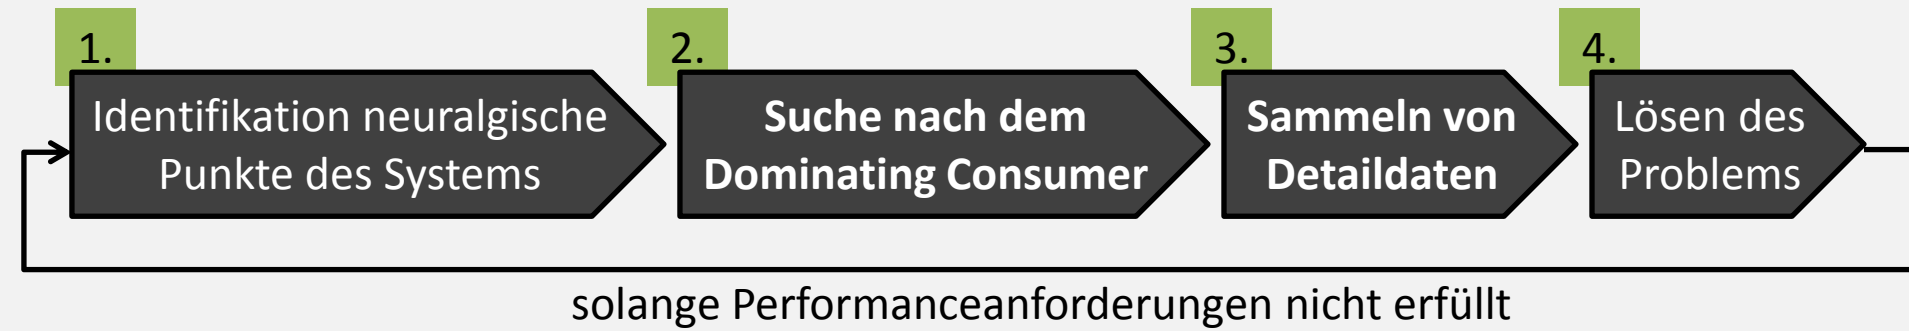 1.
Identifikation neuralgische
Punkte des Systems
2.
Suche nach dem
Dominating Consumer
3.
Sammeln von
Detaildaten
4.
Lösen des
Problems
solange Performanceanforderungen nicht erfüllt